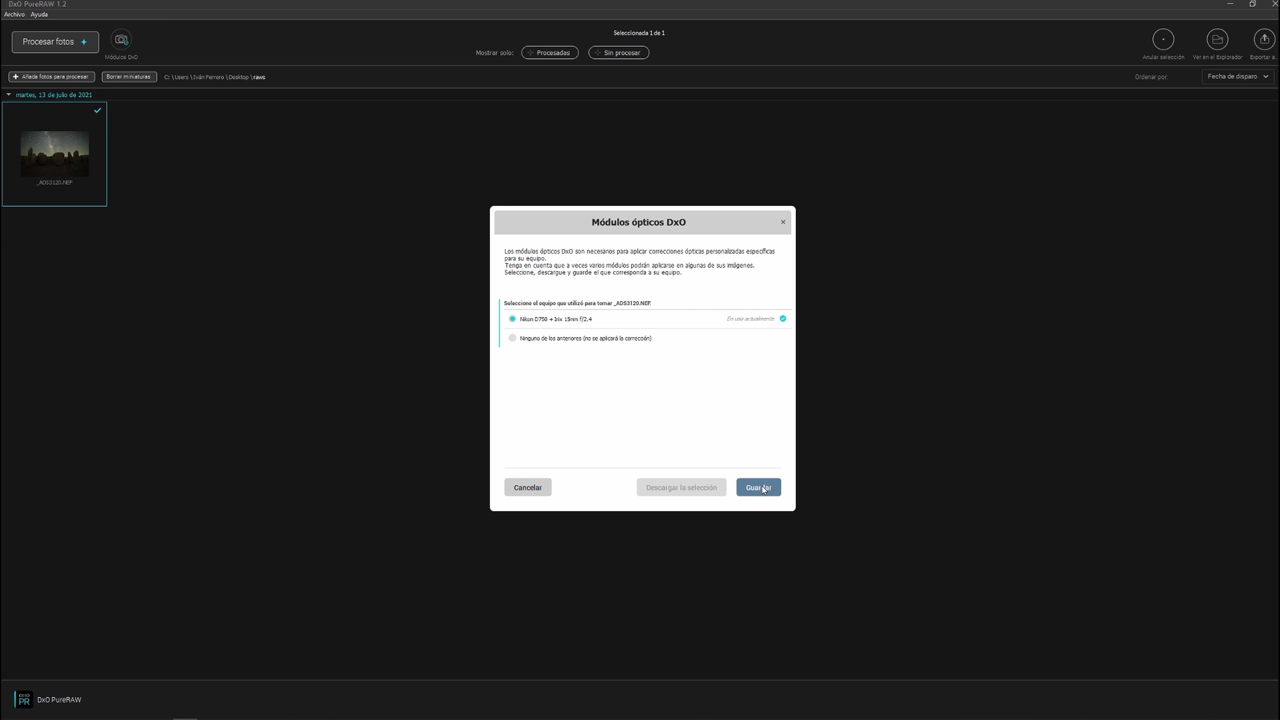 DxO PureRAW 1.2
Archivo Ayuda
Procesar fotos
Módulos DxO
Seleccionada 1 de 1
Mostrar solo: Procesadas Sin procesar
Anular selección
Ver en el Explorador
Exportar a...
Añada fotos para procesar
Borrar miniaturas
C: \ Users \ Iván Ferrero \ Desktop \ raws
Ordenar por: Fecha de disparo
martes, 13 de julio de 2021
_ADS3120.NEF
Módulos ópticos DxO
Los módulos ópticos DxO son necesarios para aplicar correcciones ópticas personalizadas específicas
para su equipo.
Tenga en cuenta que a veces varios módulos podrán aplicarse en algunas de sus imágenes.
Seleccione, descargue y guarde el que corresponda a su equipo.
Seleccione el equipo que utilizó para tomar _ADS3120.NEF.
Nikon D750 + Irix 15mm f/2.4 En uso actualmente
Ninguno de los anteriores (no se aplicará la corrección)
Cancelar
Descargar la selección
Guardar
DxO PR
DxO PureRAW